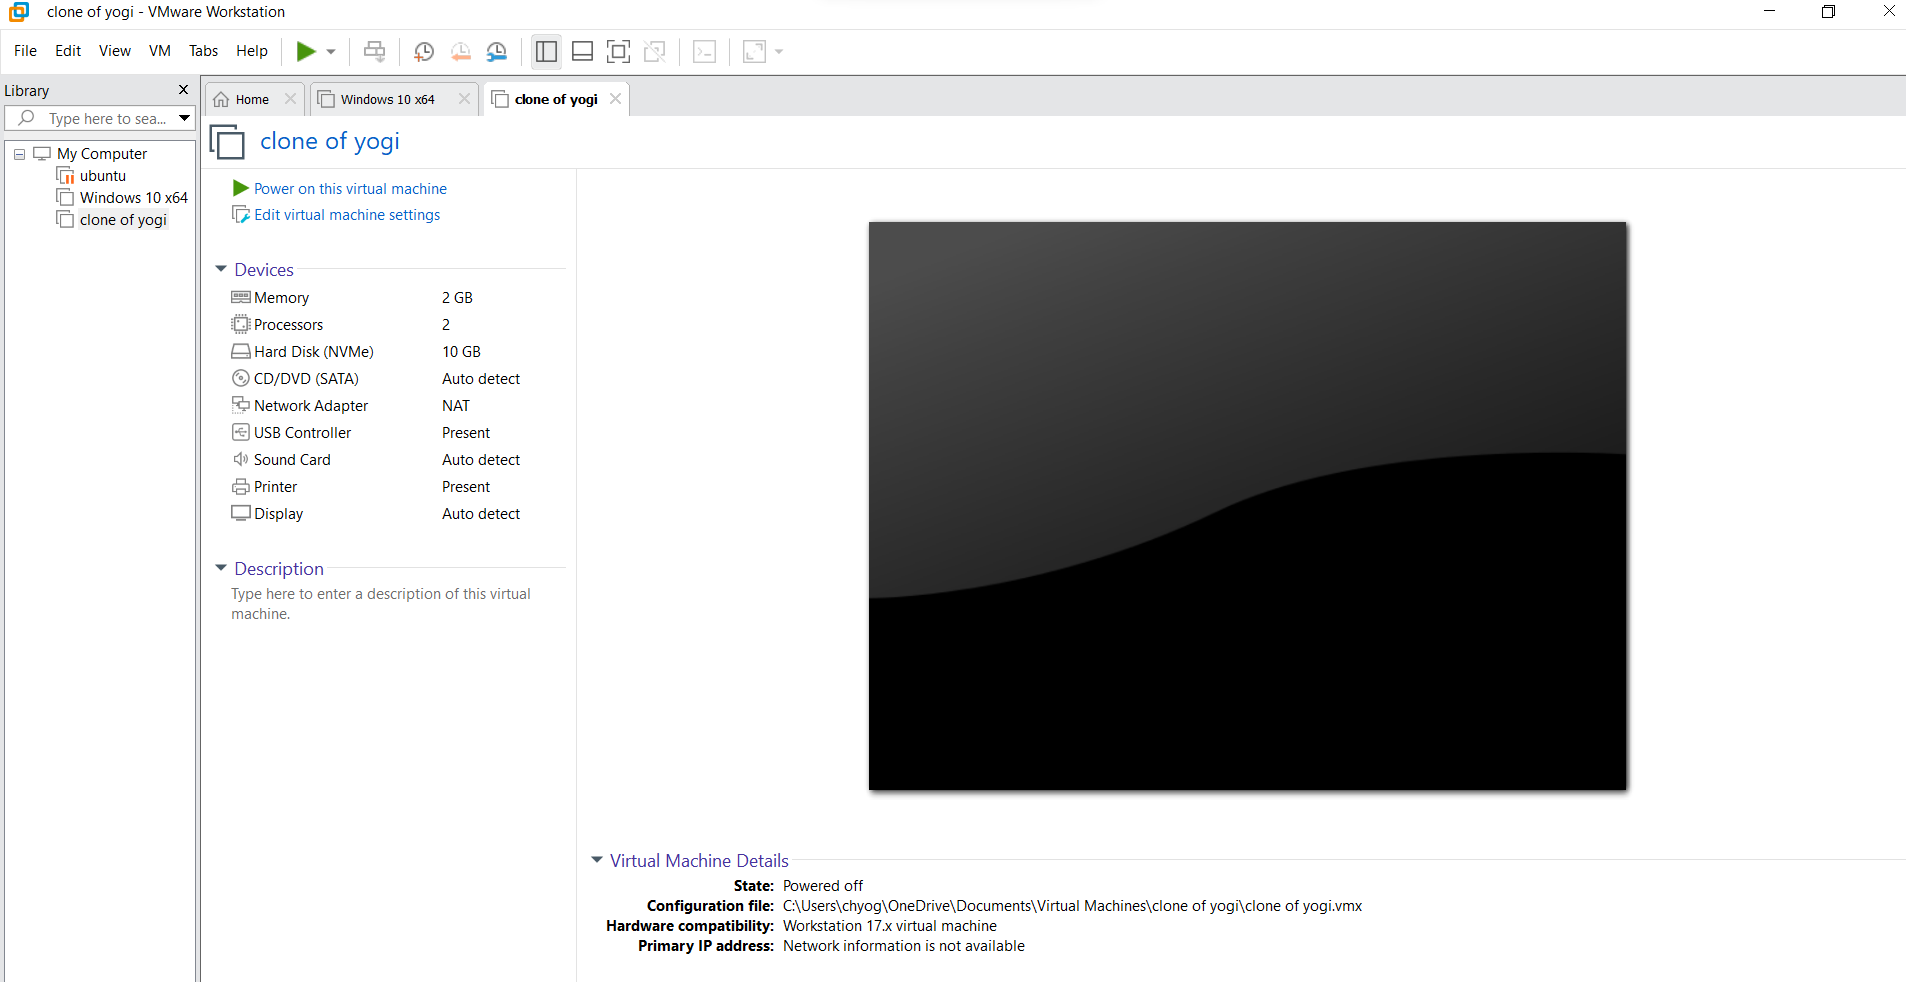 clone of yogi - VMware Workstation
File Edit View VM Tabs Help
Library
Type here to sea...
My Computer
ubuntu
Windows 10 x64
clone of yogi
Home
Windows 10 x64
clone of yogi
clone of yogi
Power on this virtual machine
Edit virtual machine settings
Devices
Memory 2 GB
Processors 2
Hard Disk (NVMe) 10 GB
CD/DVD (SATA) Auto detect
Network Adapter NAT
USB Controller Present
Sound Card Auto detect
Printer Present
Display Auto detect
Description
Type here to enter a description of this virtual
machine.
Virtual Machine Details
State: Powered off
Configuration file: C:\Users\chyog\OneDrive\Documents\Virtual Machines\clone of yogi\clone of yogi.vmx
Hardware compatibility: Workstation 17.x virtual machine
Primary IP address: Network information is not available